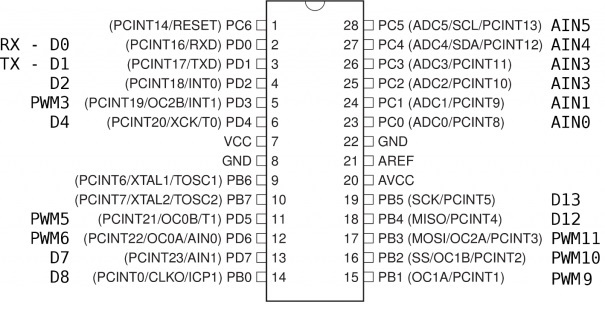 (PCINT14/RESET) PC6 1 28 PC5 (ADC5/SCL/PCINT13) AIN5
RX - D0 (PCINT16/RXD) PD0 2 27 PC4 (ADC4/SDA/PCINT12) AIN4
TX - D1 (PCINT17/TXD) PD1 3 26 PC3 (ADC3/PCINT11) AIN3
D2 (PCINT18/INT0) PD2 4 25 PC2 (ADC2/PCINT10) AIN3
PWM3 (PCINT19/OC2B/INT1) PD3 5 24 PC1 (ADC1/PCINT9) AIN1
D4 (PCINT20/XCK/T0) PD4 6 23 PC0 (ADC0/PCINT8) AIN0
VCC 7 22 GND
GND 8 21 AREF
(PCINT6/XTAL1/TOSC1) PB6 9 20 AVCC
(PCINT7/XTAL2/TOSC2) PB7 10 19 PB5 (SCK/PCINT5) D13
PWM5 (PCINT21/OC0B/T1) PD5 11 18 PB4 (MISO/PCINT4) D12
PWM6 (PCINT22/OC0A/AIN0) PD6 12 17 PB3 (MOSI/OC2A/PCINT3) PWM11
D7 (PCINT23/AIN1) PD7 13 16 PB2 (SS/OC1B/PCINT2) PWM10
D8 (PCINT0/CLKO/ICP1) PB0 14 15 PB1 (OC1A/PCINT1) PWM9